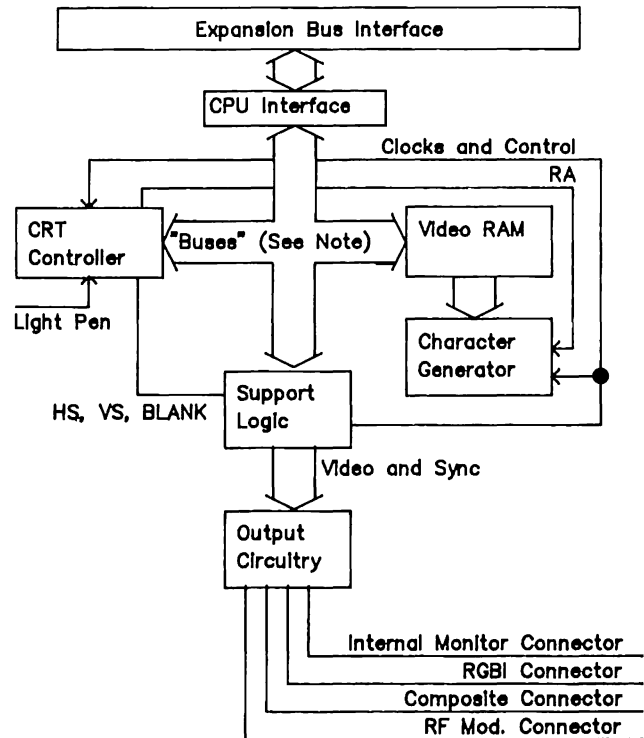 Expansion Bus Interface
CPU Interface
Clocks and Control
RA
CRT
Controller
"Buses" (See Note)
Video RAM
Light Pen
Character
Generator
Support
Logic
HS, VS, BLANK
Video and Sync
Output
Circuitry
Internal Monitor Connector
RGBI Connector
Composite Connector
RF Mod. Connector